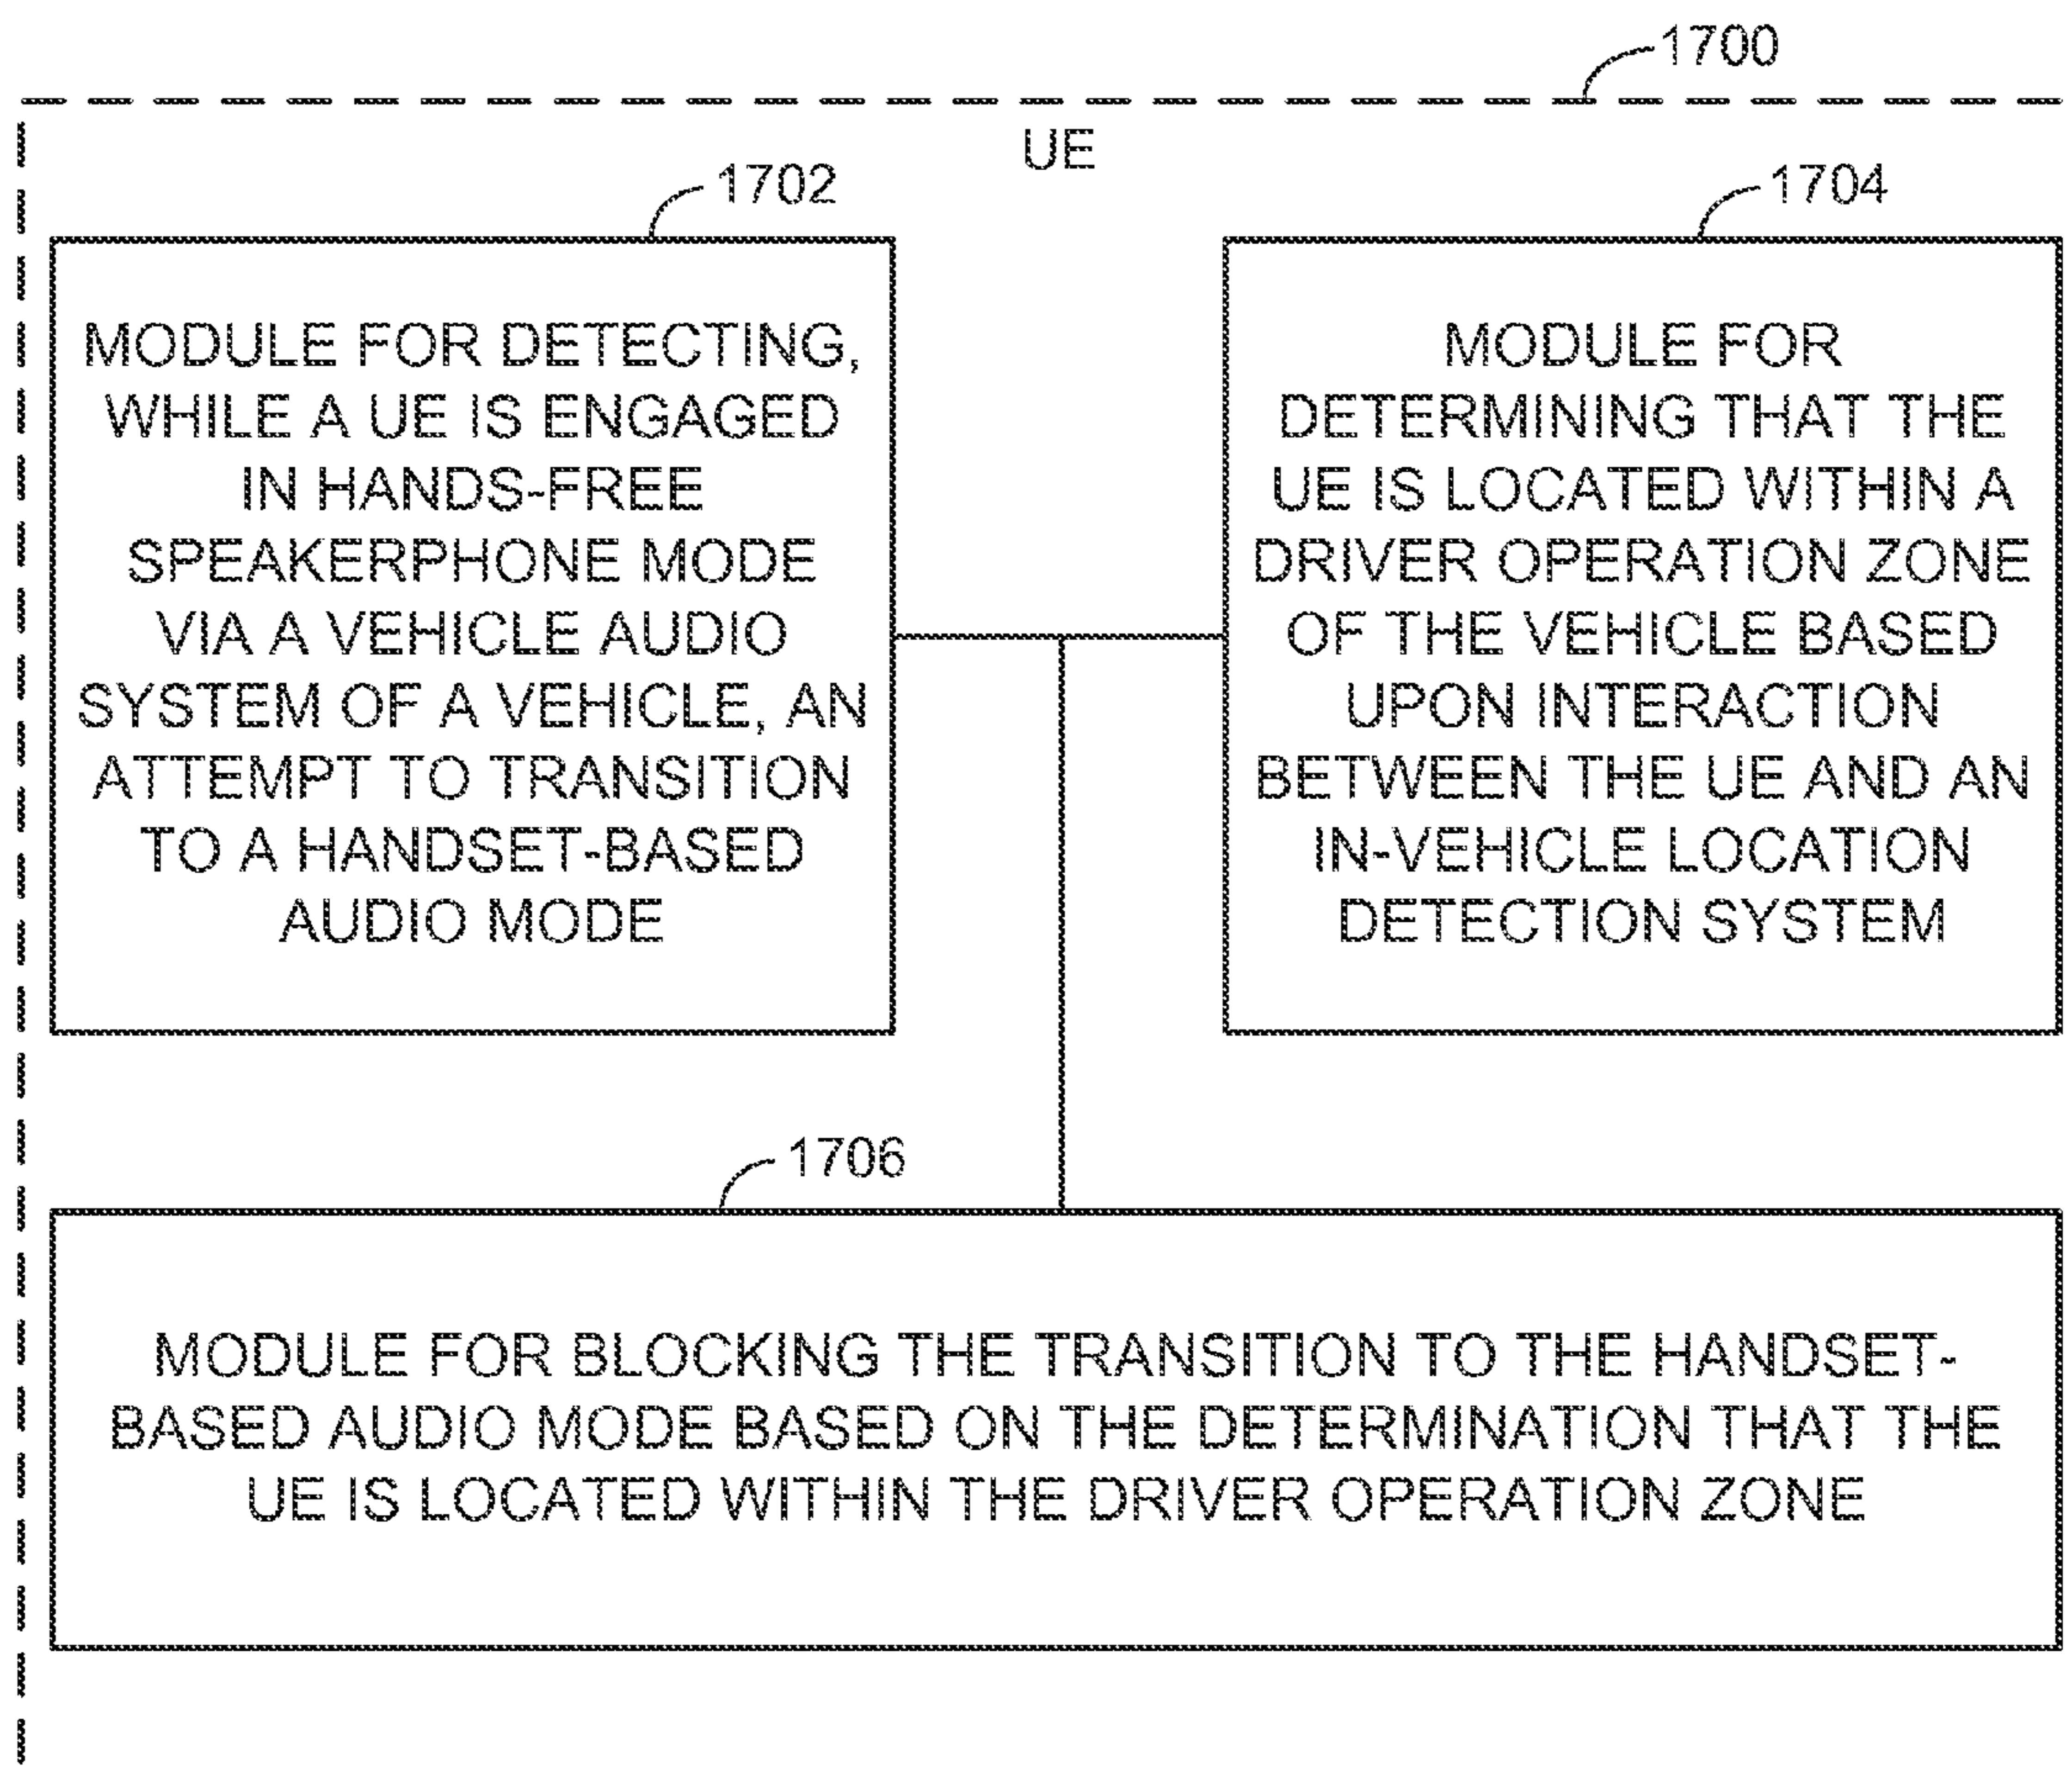 1700
UE
1702
MODULE FOR DETECTING,
WHILE A UE IS ENGAGED
IN HANDS-FREE
SPEAKERPHONE MODE
VIA A VEHICLE AUDIO
SYSTEM OF A VEHICLE, AN
ATTEMPT TO TRANSITION
TO A HANDSET-BASED
AUDIO MODE
1704
MODULE FOR
DETERMINING THAT THE
UE IS LOCATED WITHIN A
DRIVER OPERATION ZONE
OF THE VEHICLE BASED
UPON INTERACTION
BETWEEN THE UE AND AN
IN-VEHICLE LOCATION
DETECTION SYSTEM
1706
MODULE FOR BLOCKING THE TRANSITION TO THE HANDSET-
BASED AUDIO MODE BASED ON THE DETERMINATION THAT THE
UE IS LOCATED WITHIN THE DRIVER OPERATION ZONE